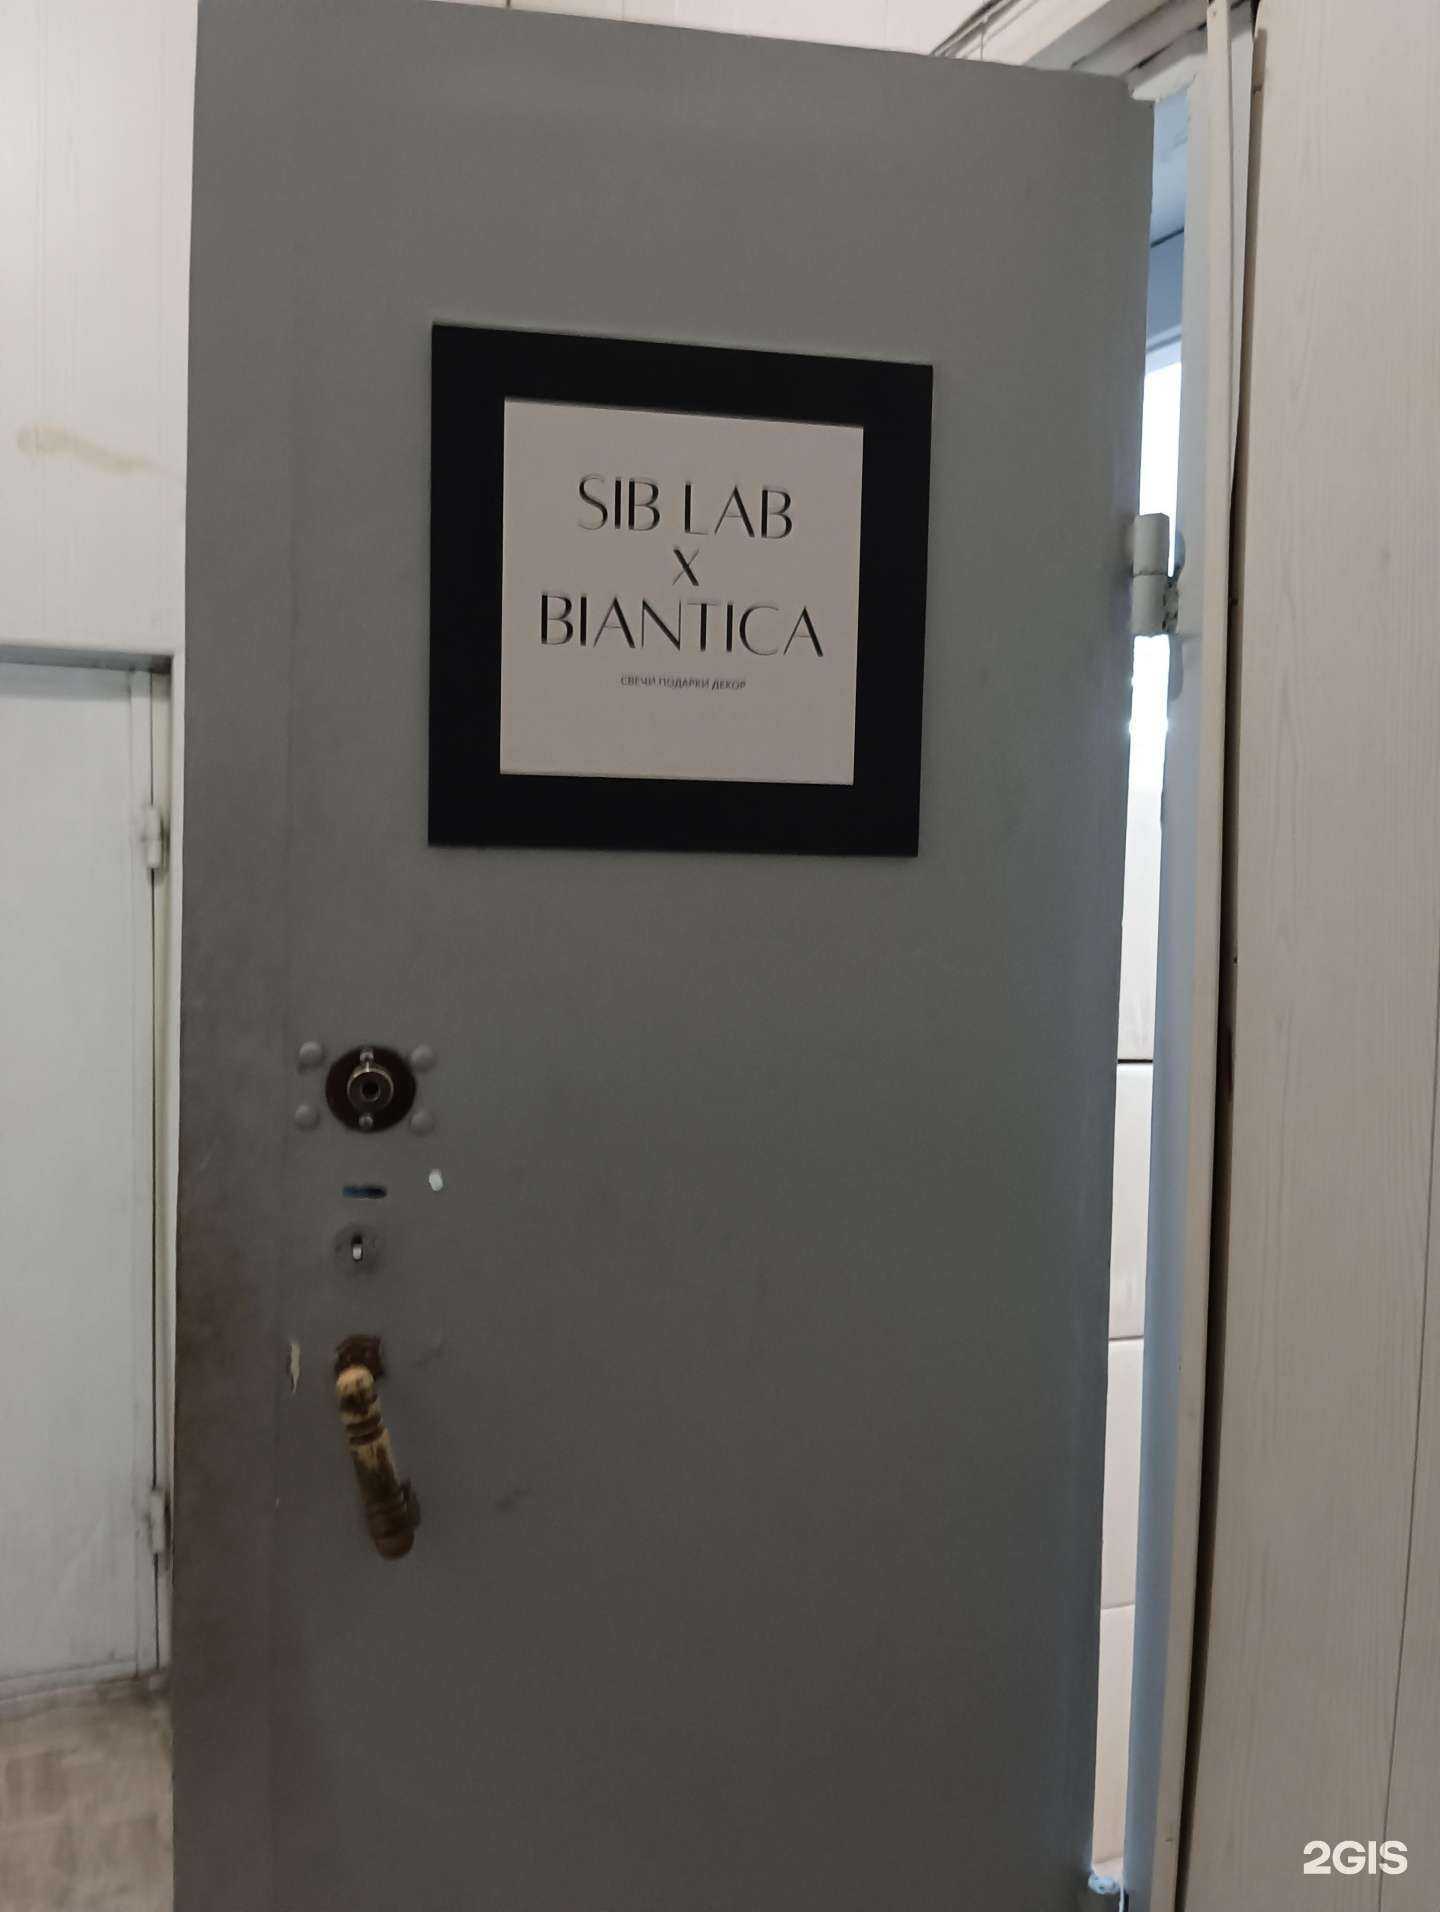 SIB LAB
X
BIANTICA
СВЕЧИ ПОДАРКИ ДЕКОР
2GIS